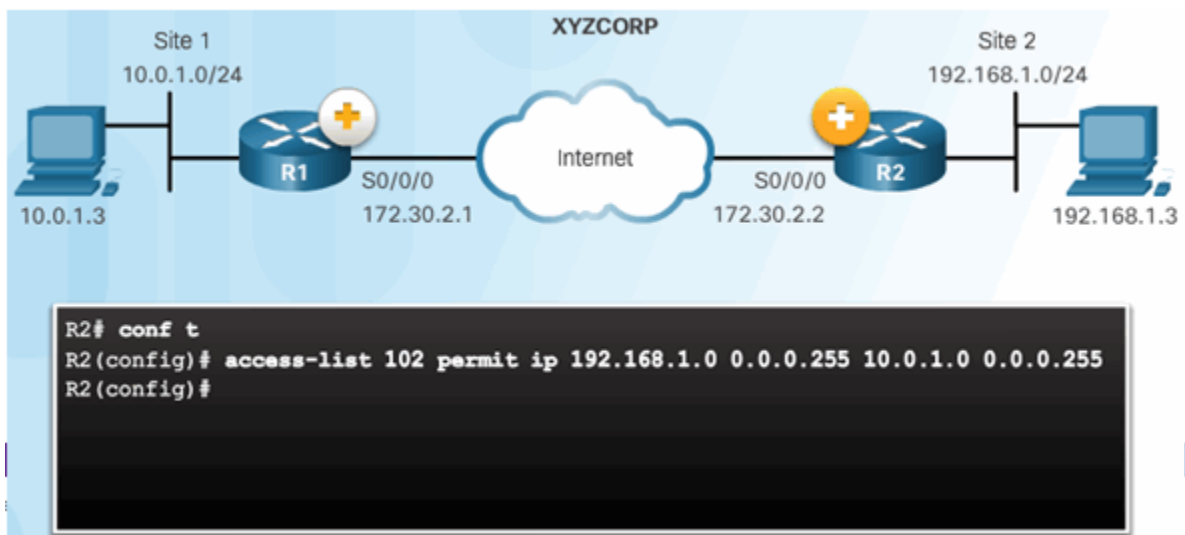 XYZCORP
Site 1
Site 2
10.0.1.0/24
192.168.1.0/24
Internet
R1
R2
S0/0/0
S0/0/0
10.0.1.3
172.30.2.1
172.30.2.2
192.168.1.3
R2# conf t
R2(config)# access-list 102 permit ip 192.168.1.0 0.0.0.255 10.0.1.0 0.0.0.255
R2(config)#